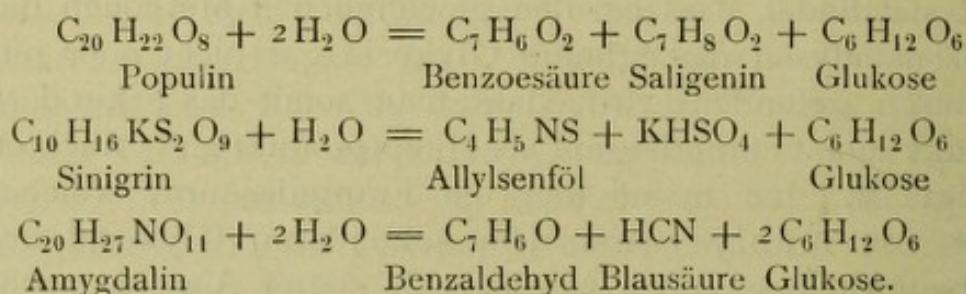 C₂₀ H₂₂ O₈ + 2 H₂ O = C₇ H₆ O₂ + C₇ H₈ O₂ + C₆ H₁₂ O₆
Populin Benzoesäure Saligenin Glukose
C₁₀ H₁₆ KS₂ O₉ + H₂ O = C₄ H₅ NS + KHSO₄ + C₆ H₁₂ O₆
Sinigrin Allylsenföl Glukose
C₂₀ H₂₇ NO₁₁ + 2 H₂ O = C₇ H₆ O + HCN + 2 C₆ H₁₂ O₆
Amygdalin Benzaldehyd Blausäure Glukose.